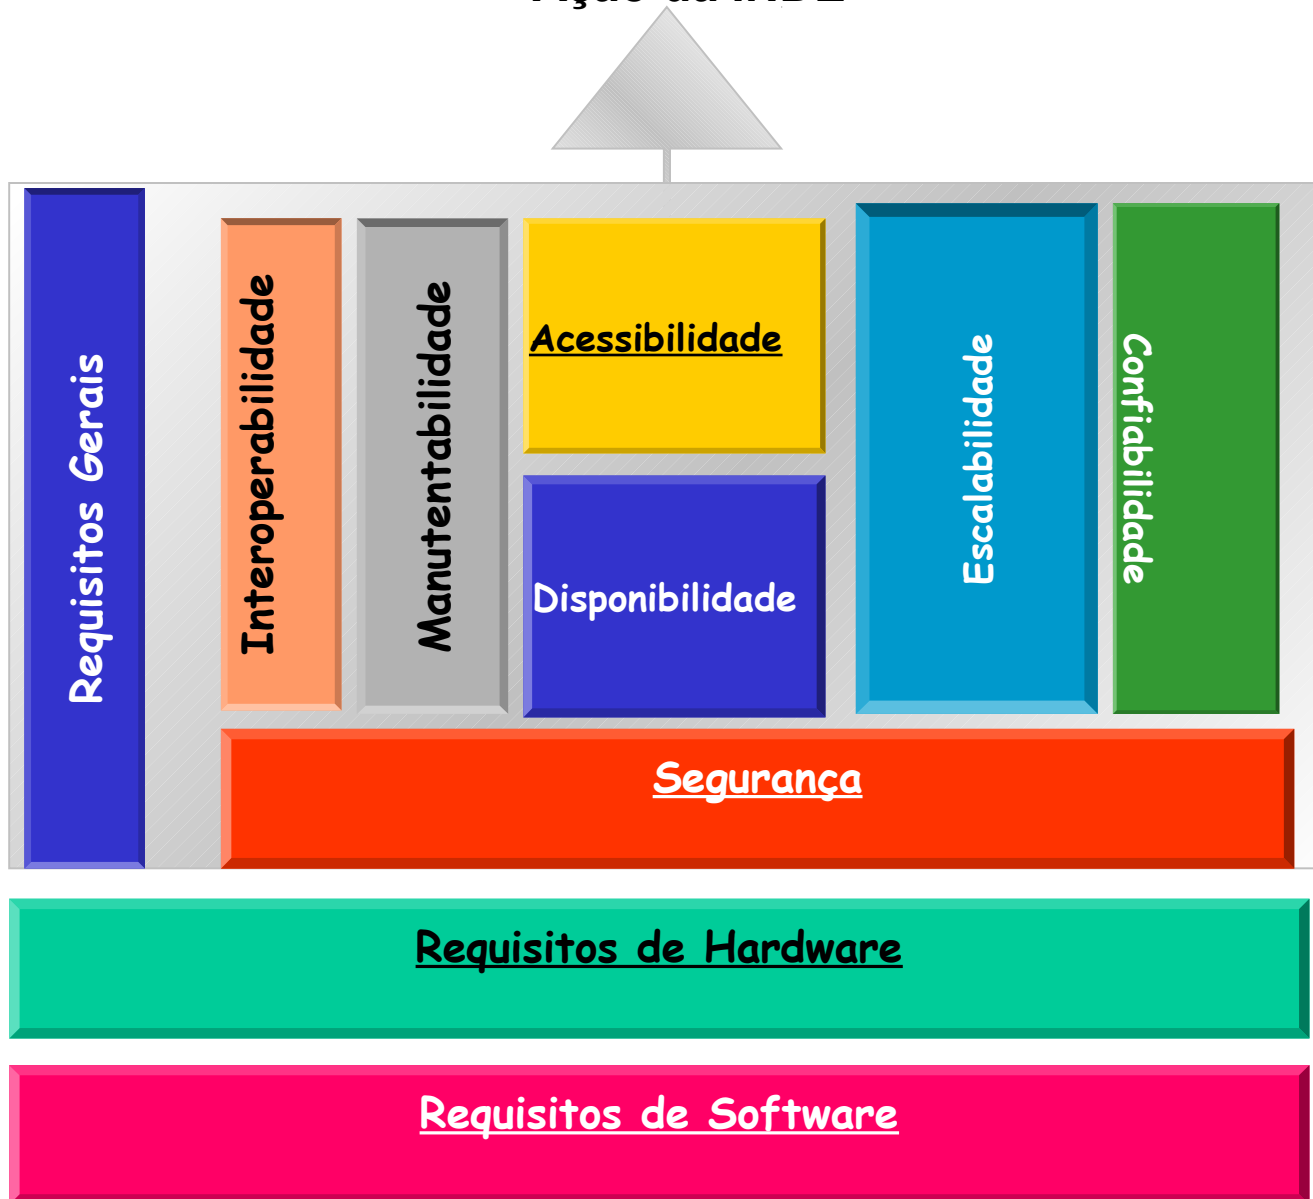 Requisitos Gerais
Interoperabilidade
Manutentabilidade
Acessibilidade
Disponibilidade
Escalabilidade
Confiabilidade
Segurança
Requisitos de Hardware
Requisitos de Software